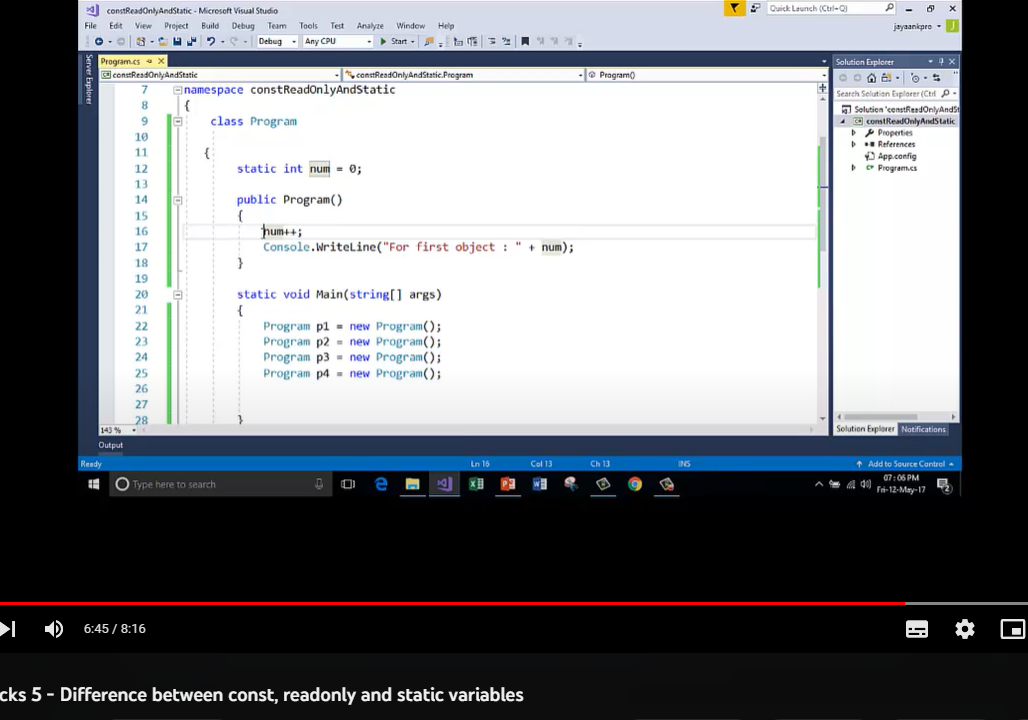 constReadOnlyAndStatic - Microsoft Visual Studio
Quick Launch (Ctrl+Q)
File Edit View Project Build Debug Team Tools Test Analyze Window Help
jayaankpro
J
Debug Any CPU Start
Server Explorer
Program.cs
constReadOnlyAndStatic constReadOnlyAndStatic.Program Program()
7 namespace constReadOnlyAndStatic
8 {
9 class Program
10
11 {
12 static int num = 0;
13
14 public Program()
15 {
16 num++;
17 Console.WriteLine("For first object : " + num);
18 }
19
20 static void Main(string[] args)
21 {
22 Program p1 = new Program();
23 Program p2 = new Program();
24 Program p3 = new Program();
25 Program p4 = new Program();
26
27
28 }
143 %
Solution Explorer
Search Solution Explorer (Ctrl
Solution 'constReadOnlyAndS
constReadOnlyAndStatic
Properties
References
App.config
Program.cs
Solution Explorer Notifications
Output
Ready Ln 16 Col 13 Ch 13 INS Add to Source Control
Type here to search
07:06 PM
Fri-12-May-17
2
6:45 / 8:16
cks 5 - Difference between const, readonly and static variables